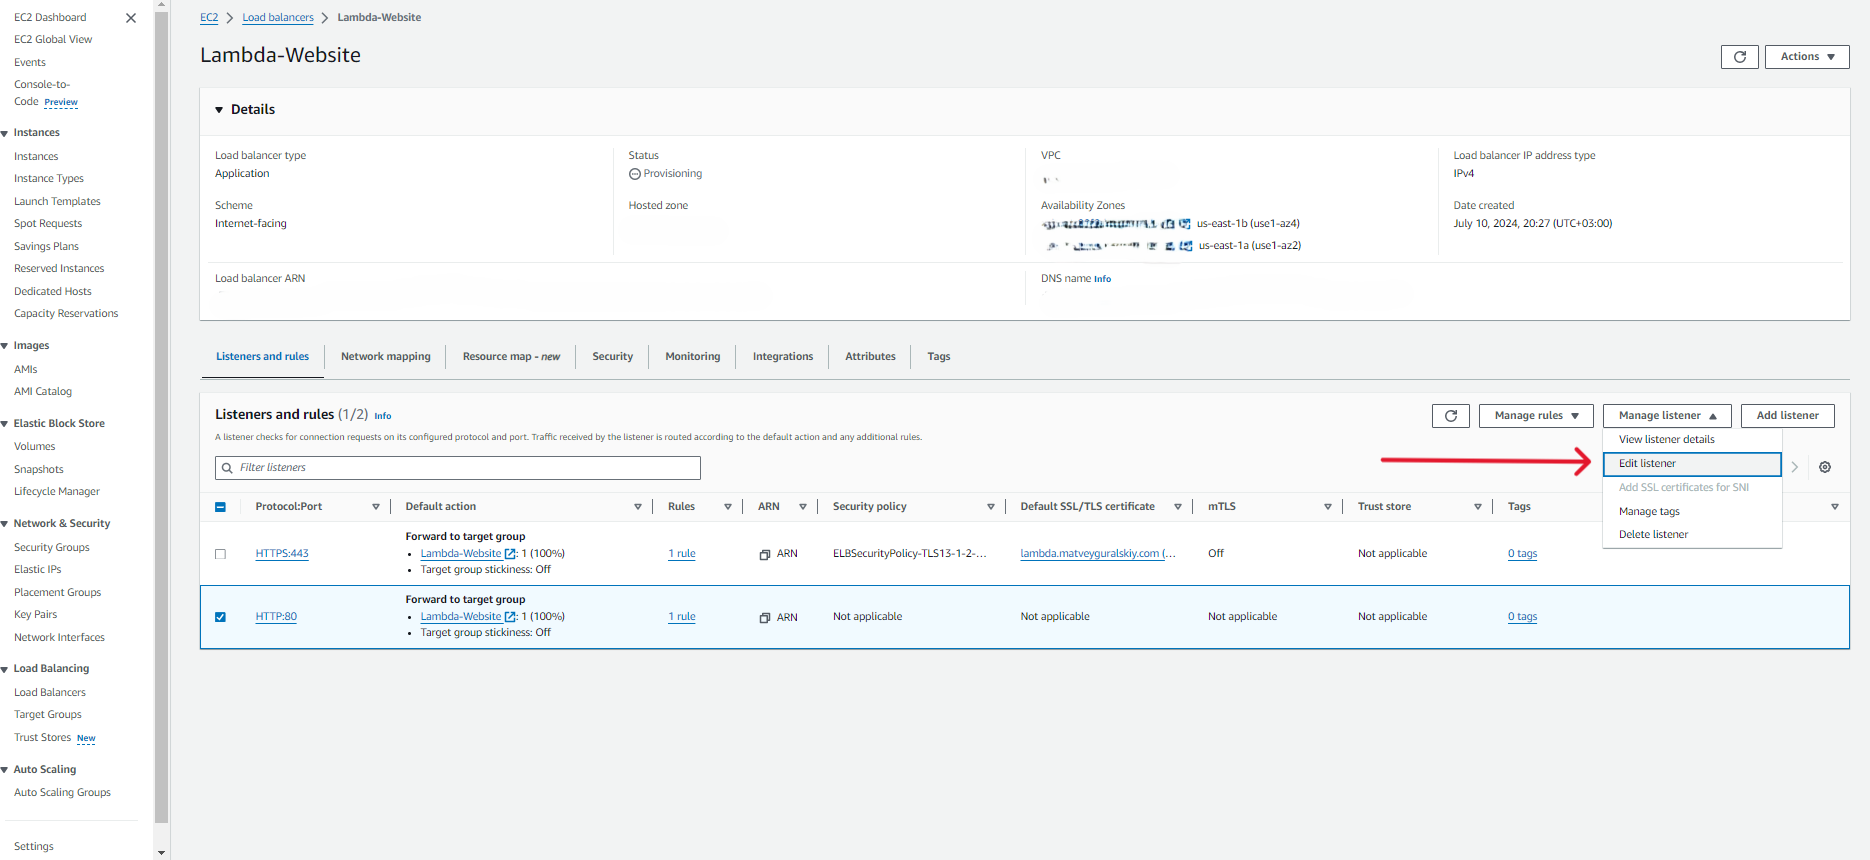 EC2 Dashboard
EC2 Global View
Events
Console-to-
Code Preview
Instances
Instances
Instance Types
Launch Templates
Spot Requests
Savings Plans
Reserved Instances
Dedicated Hosts
Capacity Reservations
Images
AMIs
AMI Catalog
Elastic Block Store
Volumes
Snapshots
Lifecycle Manager
Network & Security
Security Groups
Elastic IPs
Placement Groups
Key Pairs
Network Interfaces
Load Balancing
Load Balancers
Target Groups
Trust Stores New
Auto Scaling
Auto Scaling Groups
Settings
EC2 Load balancers Lambda-Website
Lambda-Website
Actions
Details
Load balancer type
Application
Status
Provisioning
VPC
Load balancer IP address type
IPv4
Scheme
Internet-facing
Hosted zone
Availability Zones
us-east-1b (use1-az4)
us-east-1a (use1-az2)
Date created
July 10, 2024, 20:27 (UTC+03:00)
Load balancer ARN
DNS name Info
Listeners and rules Network mapping Resource map - new Security Monitoring Integrations Attributes Tags
Listeners and rules (1/2) Info
Manage rules Manage listener Add listener
A listener checks for connection requests on its configured protocol and port. Traffic received by the listener is routed according to the default action and any additional rules.
Filter listeners
View listener details
Edit listener
Add SSL certificates for SNI
Manage tags
Delete listener
Protocol:Port Default action Rules ARN Security policy Default SSL/TLS certificate mTLS Trust store Tags
Forward to target group
HTTPS:443 • Lambda-Website : 1 (100%) 1 rule ARN ELBSecurityPolicy-TLS13-1-2-... lambda.matveyguralskiy.com (... Off Not applicable 0 tags
• Target group stickiness: Off
Forward to target group
HTTP:80 • Lambda-Website : 1 (100%) 1 rule ARN Not applicable Not applicable Not applicable Not applicable 0 tags
• Target group stickiness: Off